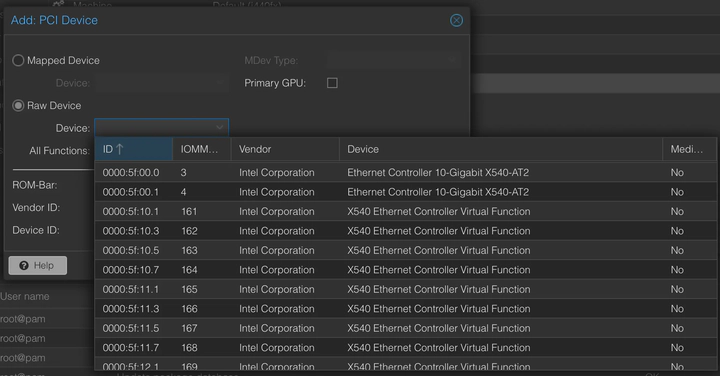 Machine Default (i440fx)
Add: PCI Device
Mapped Device MDev Type:
Device: Primary GPU:
Raw Device
Device:
All Functions:
ID ↑ IOMM... Vendor Device Medi...
0000:5f:00.0 3 Intel Corporation Ethernet Controller 10-Gigabit X540-AT2 No
0000:5f:00.1 4 Intel Corporation Ethernet Controller 10-Gigabit X540-AT2 No
0000:5f:10.1 161 Intel Corporation X540 Ethernet Controller Virtual Function No
0000:5f:10.3 162 Intel Corporation X540 Ethernet Controller Virtual Function No
0000:5f:10.5 163 Intel Corporation X540 Ethernet Controller Virtual Function No
0000:5f:10.7 164 Intel Corporation X540 Ethernet Controller Virtual Function No
0000:5f:11.1 165 Intel Corporation X540 Ethernet Controller Virtual Function No
0000:5f:11.3 166 Intel Corporation X540 Ethernet Controller Virtual Function No
0000:5f:11.5 167 Intel Corporation X540 Ethernet Controller Virtual Function No
0000:5f:11.7 168 Intel Corporation X540 Ethernet Controller Virtual Function No
0000:5f:12.1 169 Intel Corporation X540 Ethernet Controller Virtual Function No
ROM-Bar:
Vendor ID:
Device ID:
Help
User name
root@pam
root@pam
root@pam
root@pam Update package database OK